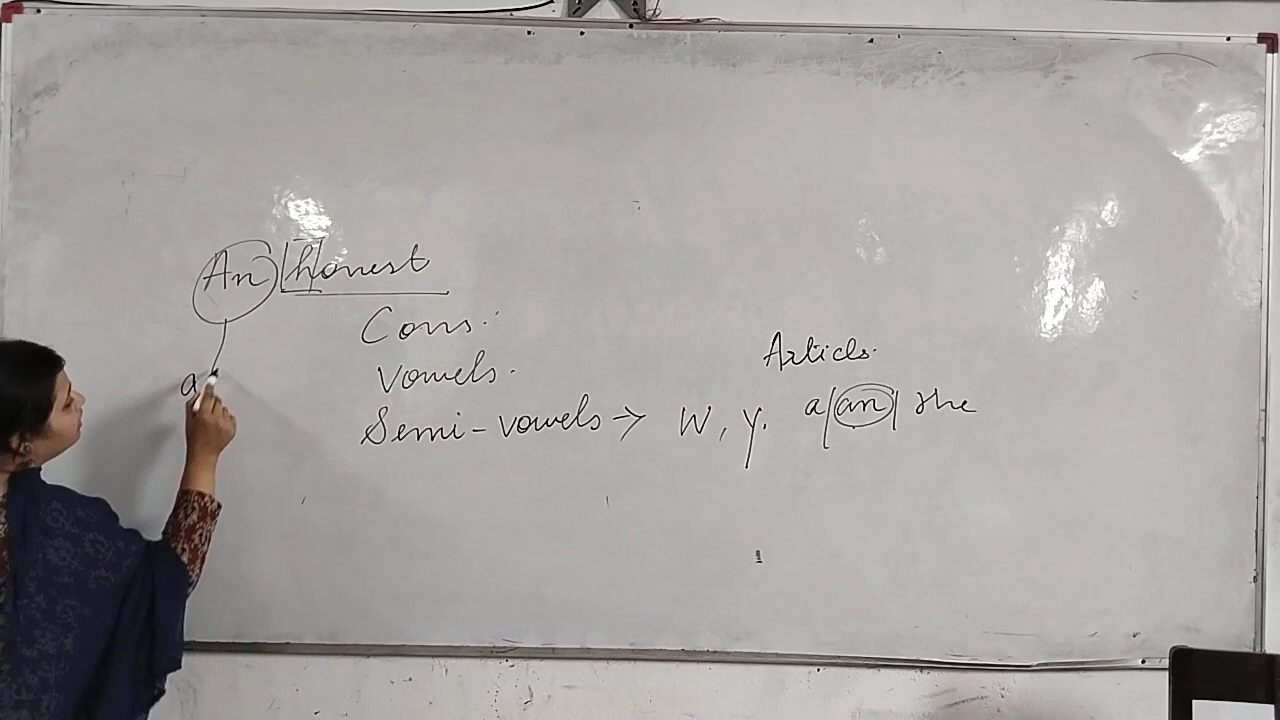 An honest
Cons.
Vowels.
Semi-vowels → W, y.
a
Articls.
a/an/the